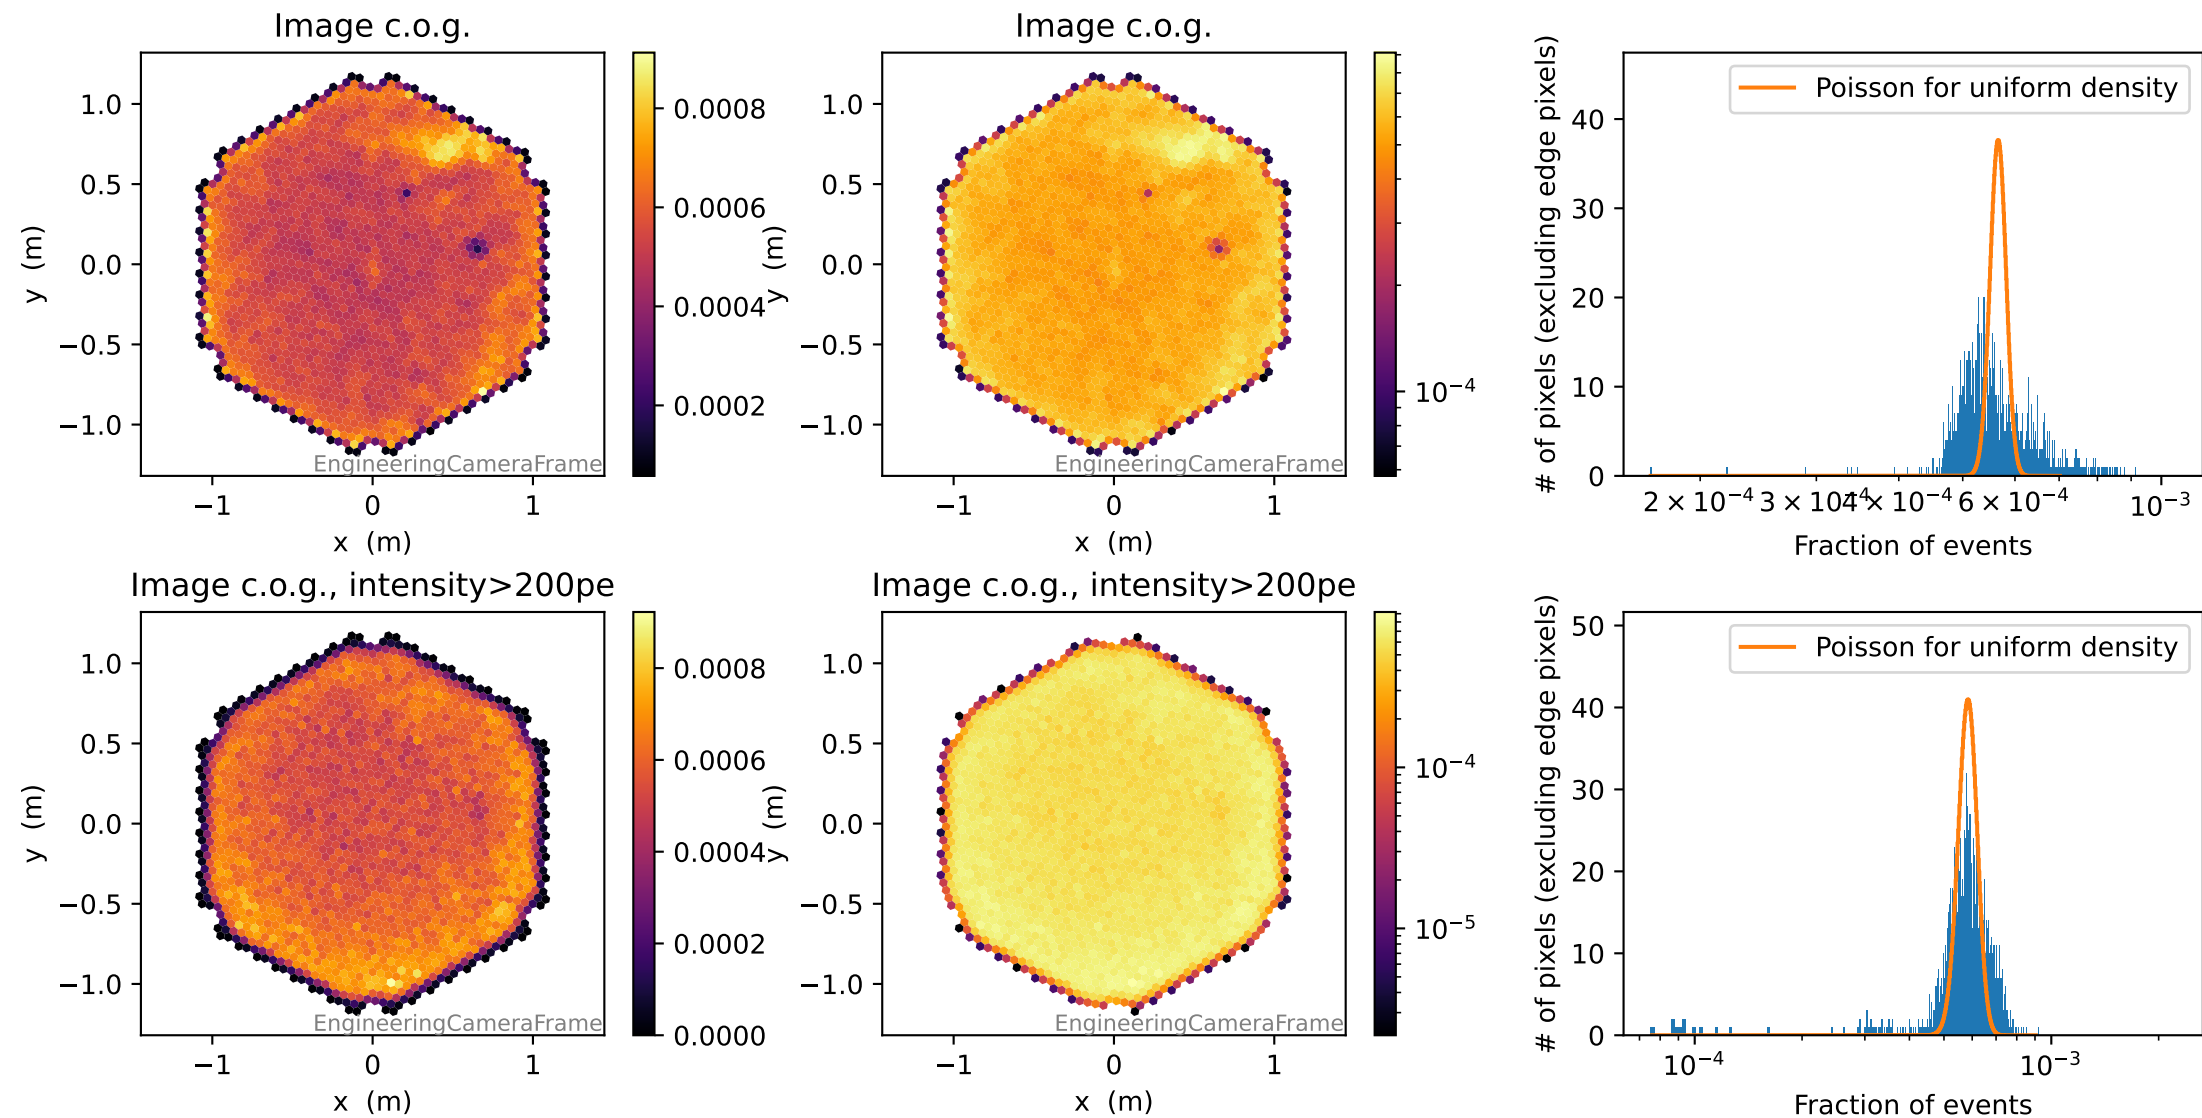 Image c.o.g.
1.0
0.5
0.0
−0.5
−1.0
y (m)
−1
0
1
x (m)
EngineeringCameraFrame
0.0008
0.0006
0.0004
0.0002
Image c.o.g.
1.0
0.5
0.0
−0.5
−1.0
y (m)
−1
0
1
x (m)
EngineeringCameraFrame
10⁻⁴
# of pixels (excluding edge pixels)
40
30
20
10
0
Poisson for uniform density
2 × 10⁻⁴
3 × 10⁻⁴
4 × 10⁻⁴
6 × 10⁻⁴
10⁻³
Fraction of events
Image c.o.g., intensity>200pe
1.0
0.5
0.0
−0.5
−1.0
y (m)
−1
0
1
x (m)
EngineeringCameraFrame
0.0008
0.0006
0.0004
0.0002
0.0000
Image c.o.g., intensity>200pe
1.0
0.5
0.0
−0.5
−1.0
y (m)
−1
0
1
x (m)
EngineeringCameraFrame
10⁻⁴
10⁻⁵
# of pixels (excluding edge pixels)
50
40
30
20
10
0
Poisson for uniform density
10⁻⁴
10⁻³
Fraction of events